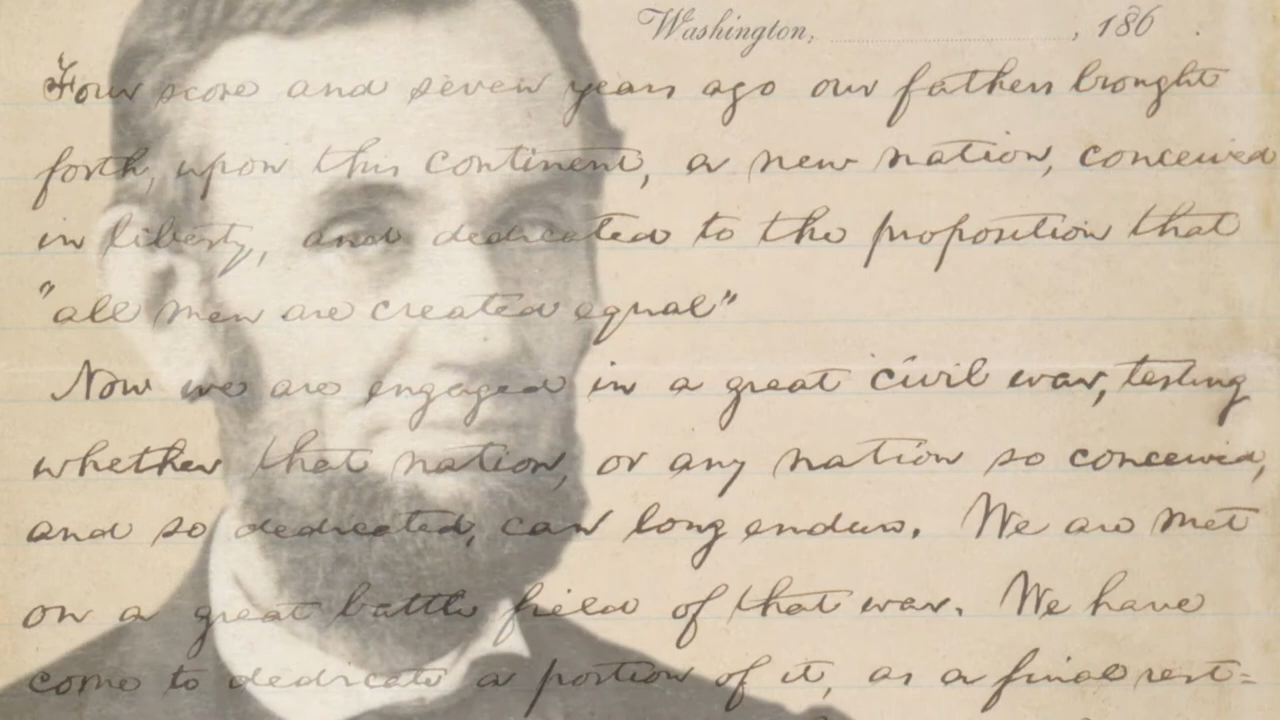 Washington, , 186 .
Four score and seven years ago our fathers brought
forth, upon this continent, a new nation, conceived
in liberty, and dedicated to the proposition that
"all men are created equal"
Now we are engaged in a great civil war, testing
whether that nation, or any nation so conceived,
and so dedicated, can long endure. We are met
on a great battle field of that war. We have
come to dedicate a portion of it, as a final rest=